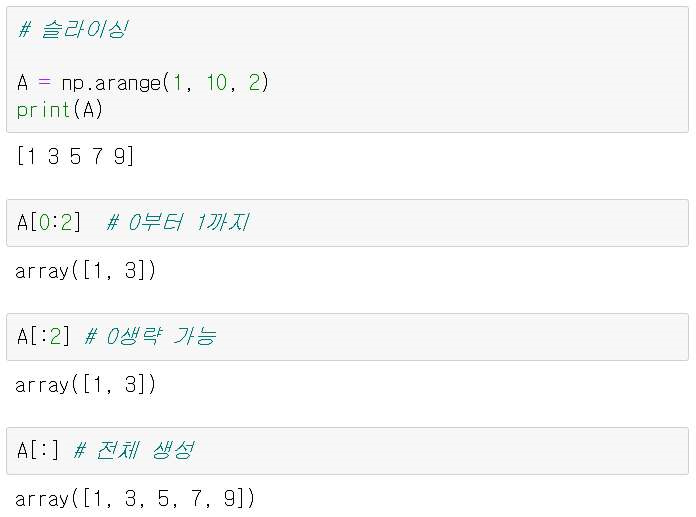 # 슬라이싱
A = np.arange(1, 10, 2)
print(A)
[1 3 5 7 9]
A[0:2]  # 0부터 1까지
array([1, 3])
A[:2] # 0생략 가능
array([1, 3])
A[:] # 전체 생성
array([1, 3, 5, 7, 9])